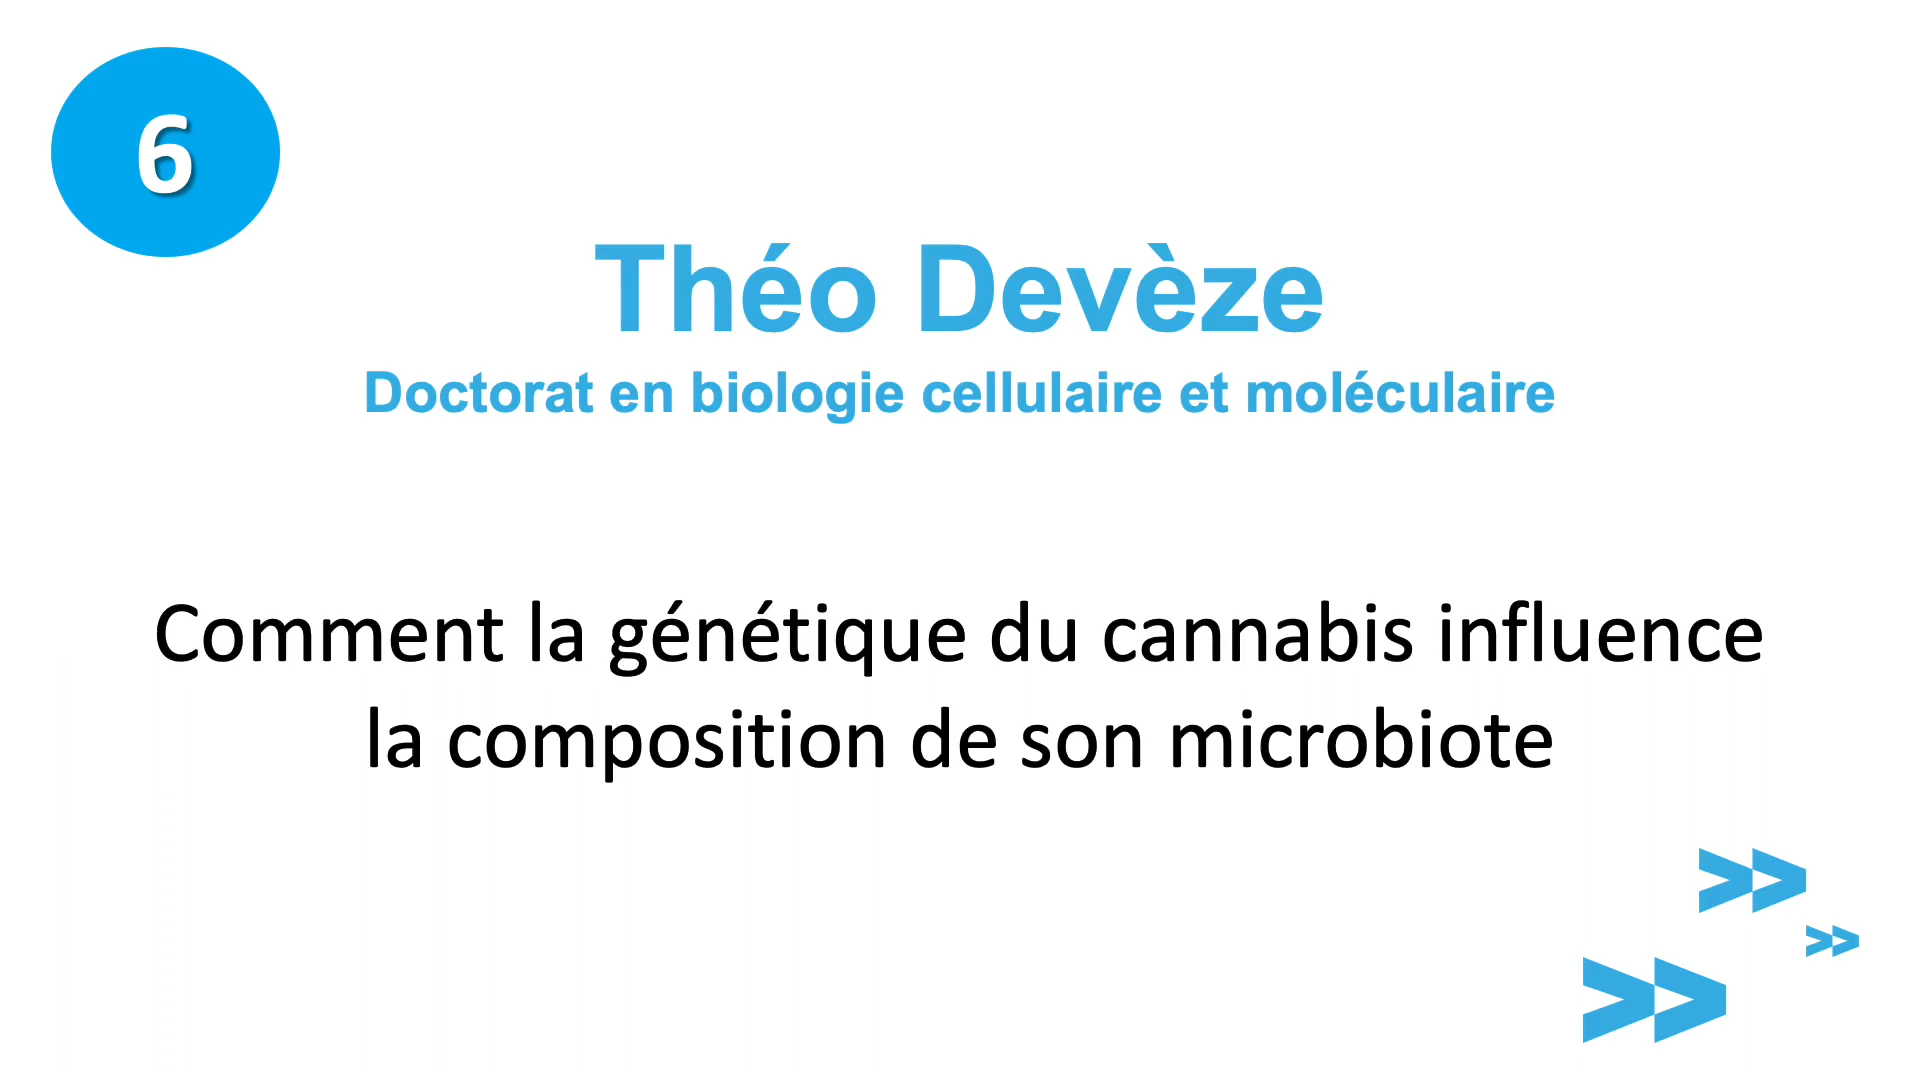 6
Théo Devèze
Doctorat en biologie cellulaire et moléculaire
Comment la génétique du cannabis influence
la composition de son microbiote